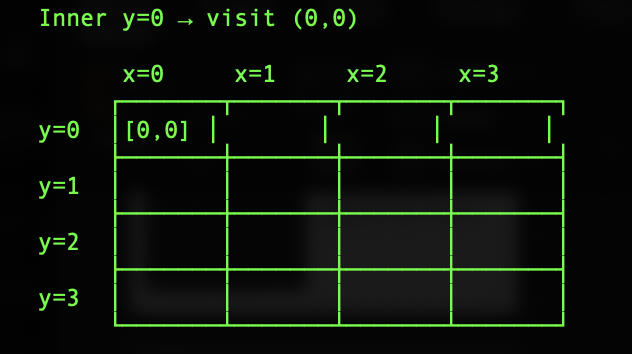 Inner y=0 → visit (0,0)
x=0 x=1 x=2 x=3
y=0 [0,0]
y=1
y=2
y=3